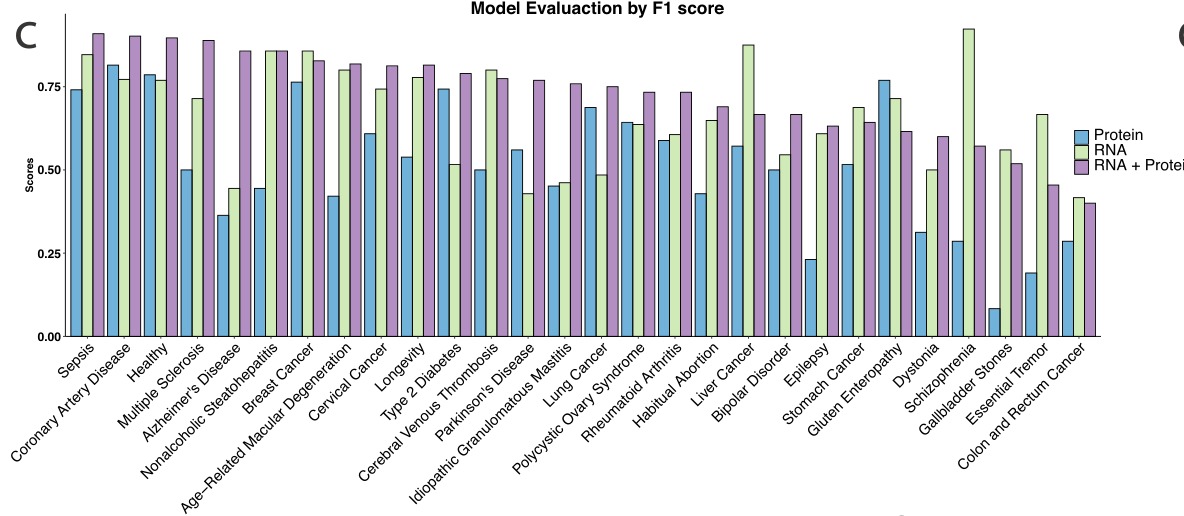 C
Model Evaluaction by F1 score
Scores
0.75
0.50
0.25
0.00
Protein
RNA
RNA + Protei
Sepsis
Coronary Artery Disease
Healthy
Multiple Sclerosis
Alzheimer's Disease
Nonalcoholic Steatohepatitis
Breast Cancer
Age−Related Macular Degeneration
Cervical Cancer
Longevity
Type 2 Diabetes
Cerebral Venous Thrombosis
Parkinson's Disease
Idiopathic Granulomatous Mastitis
Lung Cancer
Polycystic Ovary Syndrome
Rheumatoid Arthritis
Habitual Abortion
Liver Cancer
Bipolar Disorder
Epilepsy
Stomach Cancer
Gluten Enteropathy
Dystonia
Schizophrenia
Gallbladder Stones
Essential Tremor
Colon and Rectum Cancer